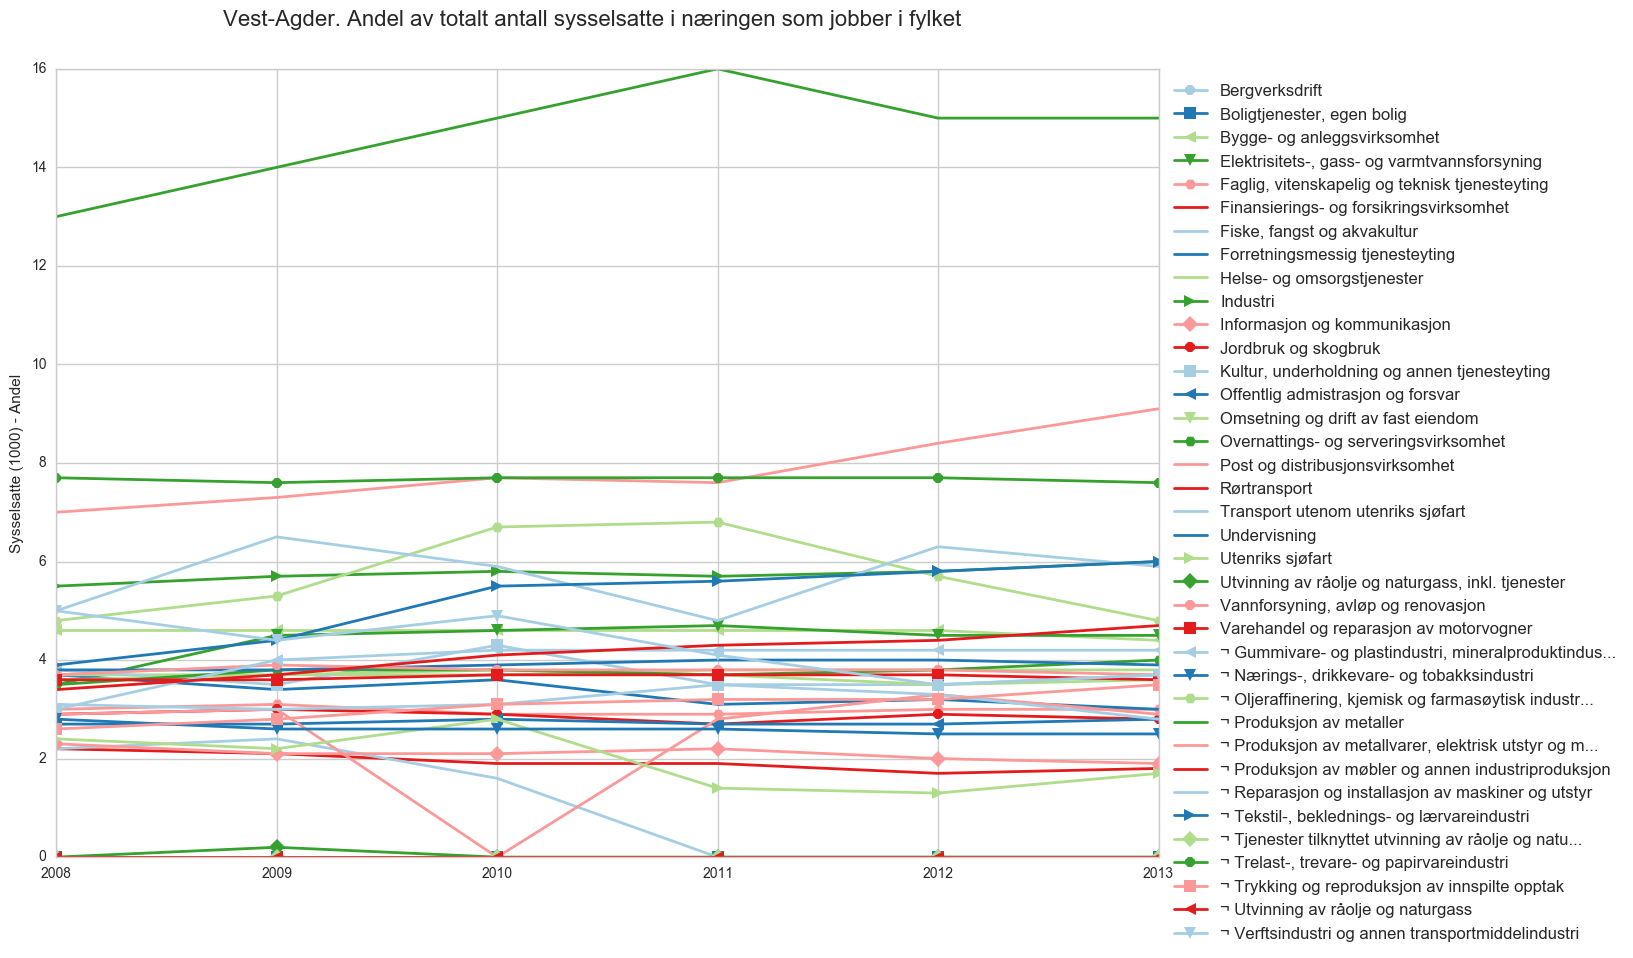 Vest-Agder. Andel av totalt antall sysselsatte i næringen som jobber i fylket
16
14
12
10
8
6
4
2
0
Sysselsatte (1000) - Andel
2008
2009
2010
2011
2012
2013
Bergverksdrift
Boligtjenester, egen bolig
Bygge- og anleggsvirksomhet
Elektrisitets-, gass- og varmtvannsforsyning
Faglig, vitenskapelig og teknisk tjenesteyting
Finansierings- og forsikringsvirksomhet
Fiske, fangst og akvakultur
Forretningsmessig tjenesteyting
Helse- og omsorgstjenester
Industri
Informasjon og kommunikasjon
Jordbruk og skogbruk
Kultur, underholdning og annen tjenesteyting
Offentlig admistrasjon og forsvar
Omsetning og drift av fast eiendom
Overnattings- og serveringsvirksomhet
Post og distribusjonsvirksomhet
Rørtransport
Transport utenom utenriks sjøfart
Undervisning
Utenriks sjøfart
Utvinning av råolje og naturgass, inkl. tjenester
Vannforsyning, avløp og renovasjon
Varehandel og reparasjon av motorvogner
¬ Gummivare- og plastindustri, mineralproduktindus...
¬ Nærings-, drikkevare- og tobakksindustri
¬ Oljeraffinering, kjemisk og farmasøytisk industr...
¬ Produksjon av metaller
¬ Produksjon av metallvarer, elektrisk utstyr og m...
¬ Produksjon av møbler og annen industriproduksjon
¬ Reparasjon og installasjon av maskiner og utstyr
¬ Tekstil-, beklednings- og lærvareindustri
¬ Tjenester tilknyttet utvinning av råolje og natu...
¬ Trelast-, trevare- og papirvareindustri
¬ Trykking og reproduksjon av innspilte opptak
¬ Utvinning av råolje og naturgass
¬ Verftsindustri og annen transportmiddelindustri